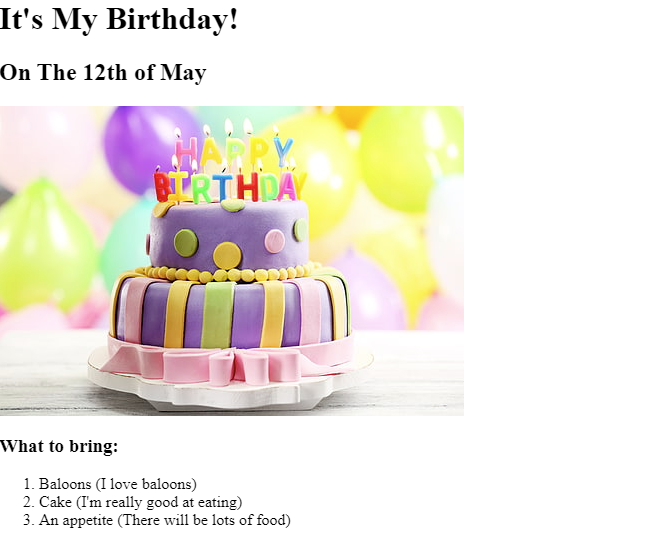 It's My Birthday!
On The 12th of May
HAPPY
BIRTHDAY
What to bring:
1. Baloons (I love baloons)
2. Cake (I'm really good at eating)
3. An appetite (There will be lots of food)